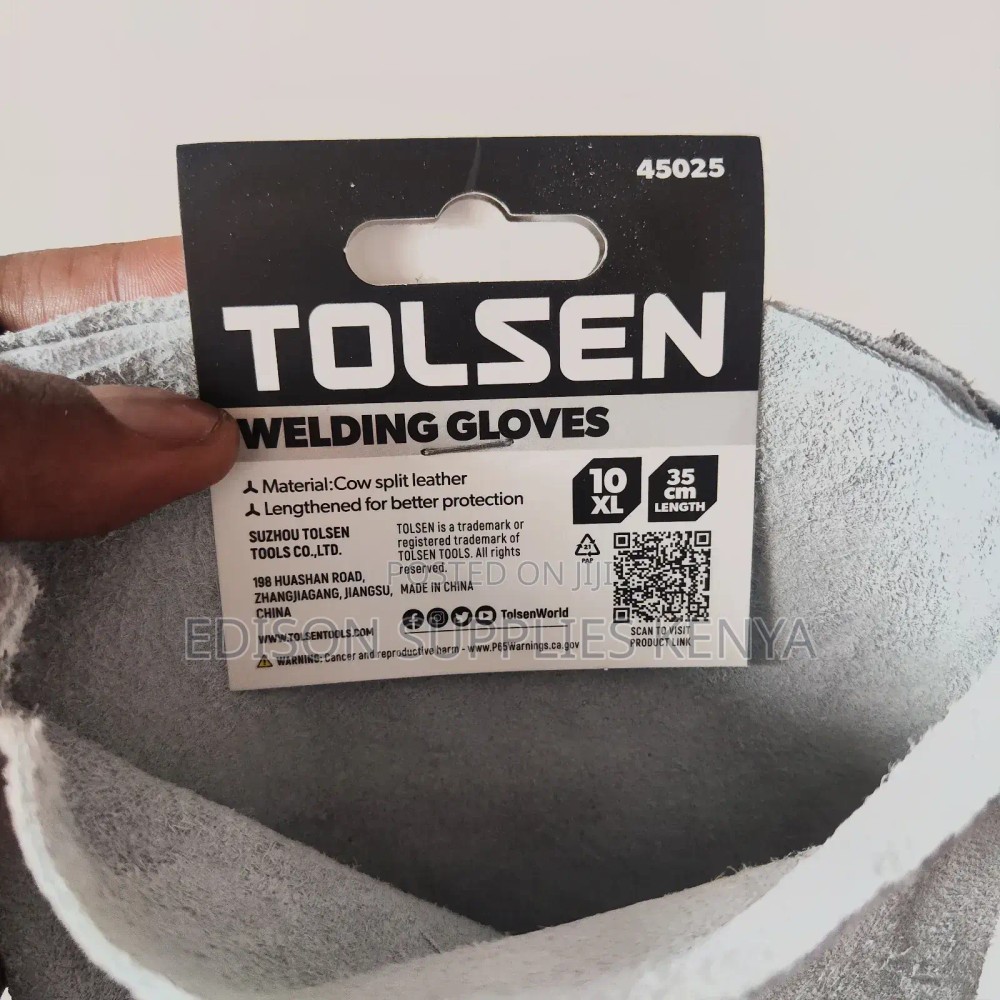 45025
TOLSEN
WELDING GLOVES
Material:Cow split leather
Lengthened for better protection
10
XL
35
cm
LENGTH
SUZHOU TOLSEN
TOOLS CO.,LTD.
198 HUASHAN ROAD,
ZHANGJIAGANG, JIANGSU,
CHINA
WWW.TOLSENTOOLS.COM
TOLSEN is a trademark or
registered trademark of
TOLSEN TOOLS. All rights
reserved.
MADE IN CHINA
TolsenWorld
21
PAP
SCAN TO VISIT
PRODUCT LINK
WARNING: Cancer and reproductive harm - www.P65Warnings.ca.gov
POSTED ON JIJI
EDISON SUPPLIES KENYA